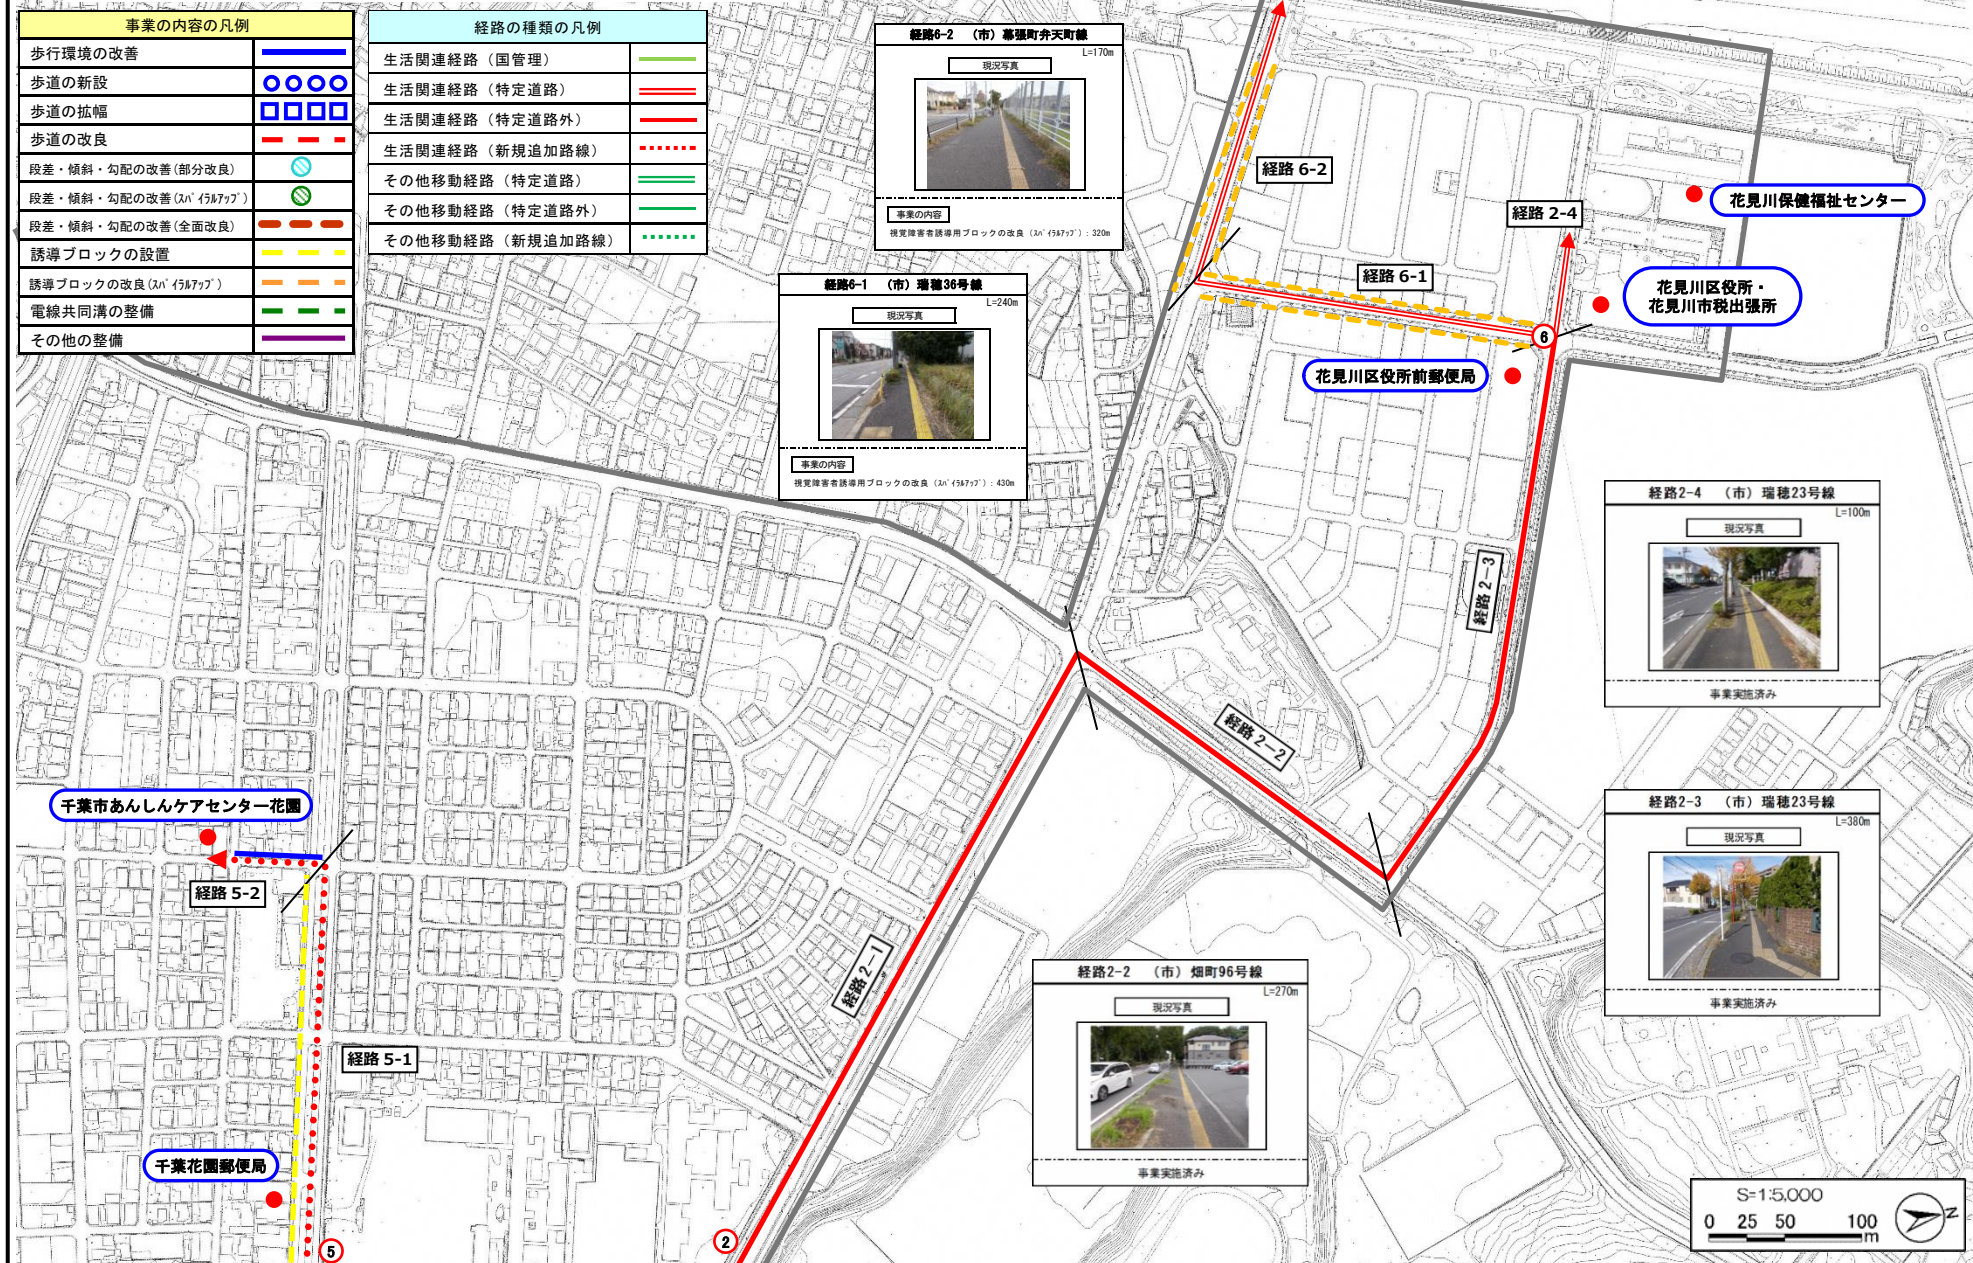 事業の内容の凡例
歩行環境の改善
歩道の新設
歩道の拡幅
歩道の改良
段差・傾斜・勾配の改善(部分改良)
段差・傾斜・勾配の改善(ｽﾊﾟｲﾗﾙｱｯﾌﾟ)
段差・傾斜・勾配の改善(全面改良)
誘導ブロックの設置
誘導ブロックの改良(ｽﾊﾟｲﾗﾙｱｯﾌﾟ)
電線共同溝の整備
その他の整備
経路の種類の凡例
生活関連経路（国管理）
生活関連経路（特定道路）
生活関連経路（特定道路外）
生活関連経路（新規追加路線）
その他移動経路（特定道路）
その他移動経路（特定道路外）
その他移動経路（新規追加路線）
経路6-2　（市）幕張町弁天町線
L=170m
現況写真
事業の内容
視覚障害者誘導用ブロックの改良（ｽﾊﾟｲﾗﾙｱｯﾌﾟ）: 320m
経路6-1　（市）瑞穂36号線
L=240m
現況写真
事業の内容
視覚障害者誘導用ブロックの改良（ｽﾊﾟｲﾗﾙｱｯﾌﾟ）: 430m
経路 6-2
経路 2-4
経路 6-1
花見川保健福祉センター
花見川区役所・
花見川市税出張所
6
花見川区役所前郵便局
経路2-4　（市）瑞穂23号線
L=100m
現況写真
事業実施済み
経路 2－3
経路 2－2
経路2-3　（市）瑞穂23号線
L=380m
現況写真
事業実施済み
千葉市あんしんケアセンター花園
経路 5-2
経路 2－1
経路2-2　（市）畑町96号線
L=270m
現況写真
事業実施済み
経路 5-1
千葉花園郵便局
5
2
S=1:5,000
0 25 50 100
m
N